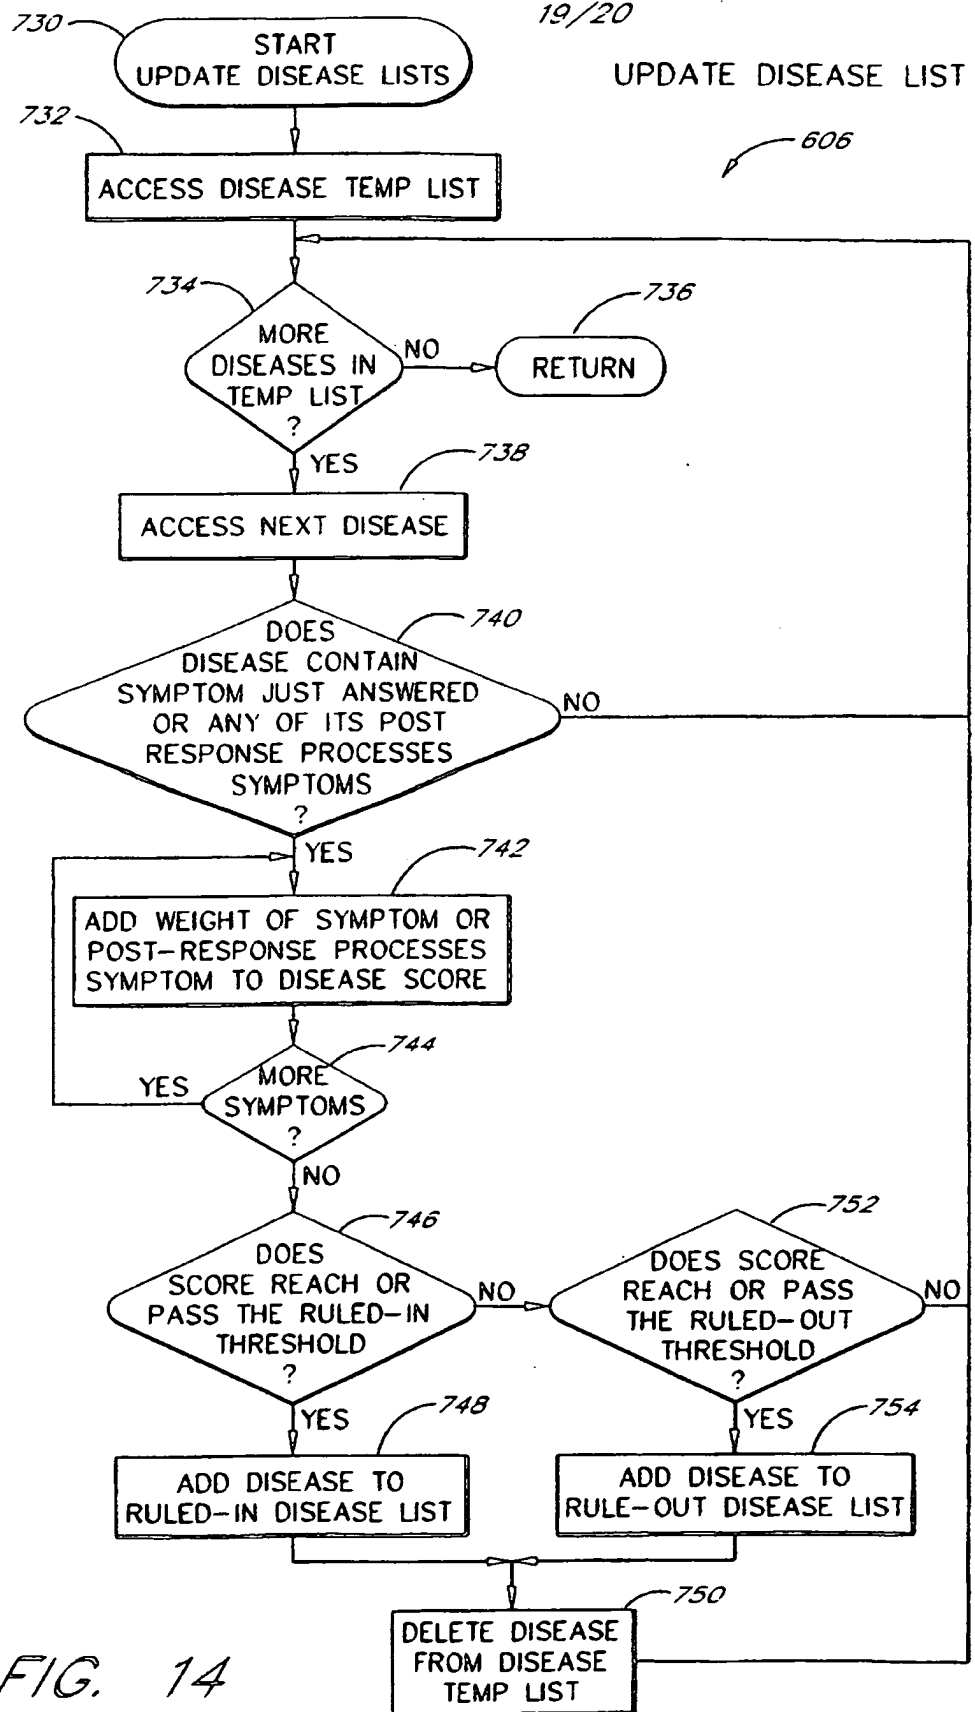 19/20
730
START
UPDATE DISEASE LISTS
UPDATE DISEASE LIST
732
606
ACCESS DISEASE TEMP LIST
734
736
MORE
DISEASES IN
TEMP LIST
?
NO
RETURN
YES
738
ACCESS NEXT DISEASE
740
DOES
DISEASE CONTAIN
SYMPTOM JUST ANSWERED
OR ANY OF ITS POST
RESPONSE PROCESSES
SYMPTOMS
?
NO
YES
742
ADD WEIGHT OF SYMPTOM OR
POST-RESPONSE PROCESSES
SYMPTOM TO DISEASE SCORE
744
MORE
SYMPTOMS
?
YES
NO
746
DOES
SCORE REACH OR
PASS THE RULED-IN
THRESHOLD
?
NO
752
DOES SCORE
REACH OR PASS
THE RULED-OUT
THRESHOLD
?
NO
YES
748
YES
754
ADD DISEASE TO
RULED-IN DISEASE LIST
ADD DISEASE TO
RULE-OUT DISEASE LIST
750
DELETE DISEASE
FROM DISEASE
TEMP LIST
FIG. 14